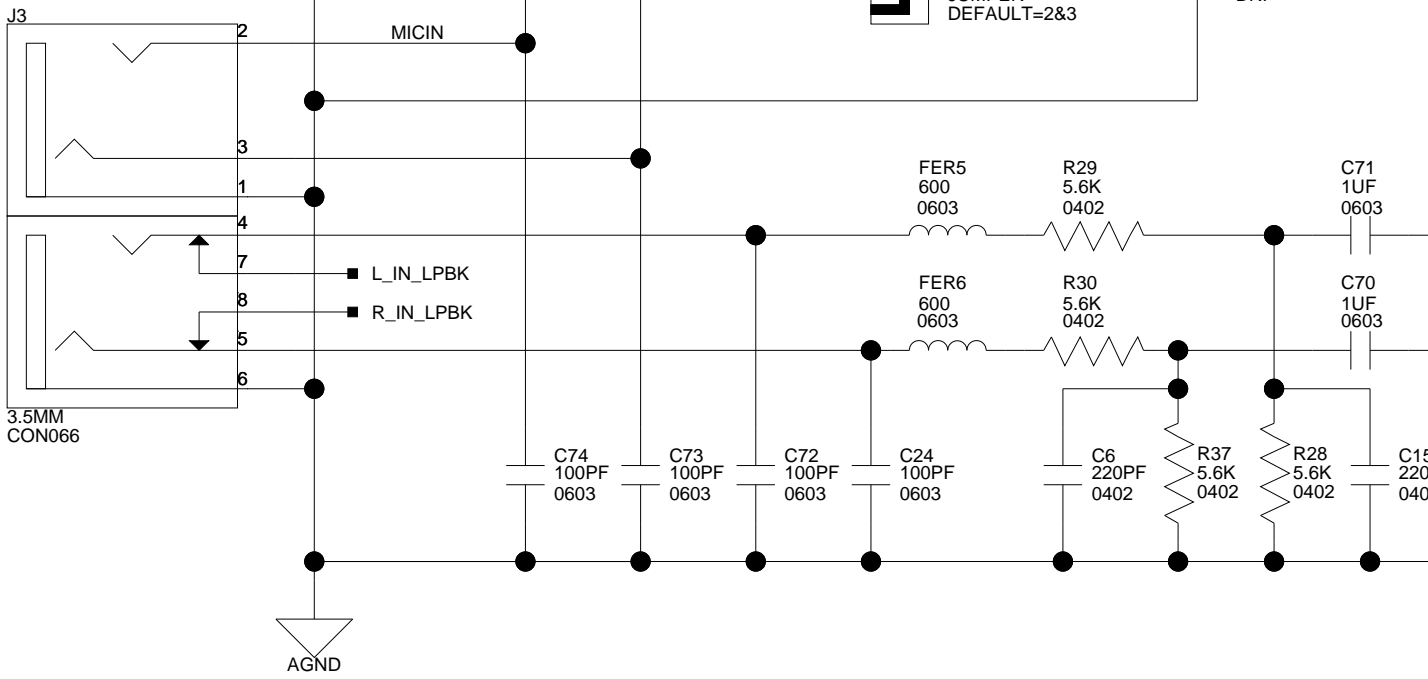 J3
DEFAULT=2&3
2
MICIN
3
1
4
7
L_IN_LPBK
8
R_IN_LPBK
5
6
3.5MM
CON066
FER5
600
0603
R29
5.6K
0402
C71
1UF
0603
FER6
600
0603
R30
5.6K
0402
C70
1UF
0603
C74
100PF
0603
C73
100PF
0603
C72
100PF
0603
C24
100PF
0603
C6
220PF
0402
R37
5.6K
0402
R28
5.6K
0402
C15
220
040
AGND